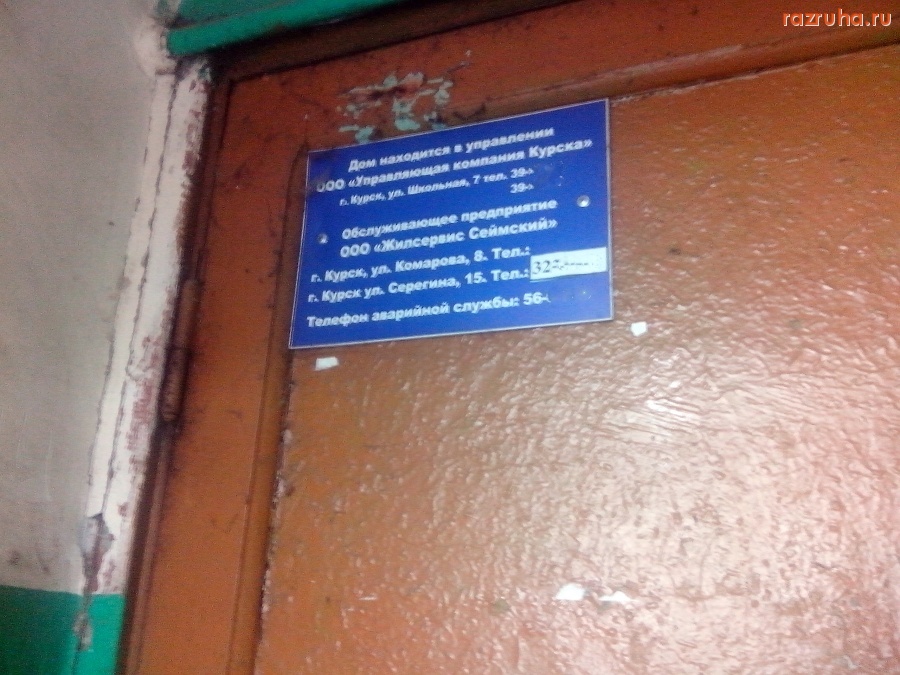 razruha.ru
Дом находится в управлении
ООО «Управляющая компания Курска»
г. Курск, ул. Школьная, 7 тел. 39-
39-
Обслуживающее предприятие
ООО «Жилсервис Сеймский»
г. Курск, ул. Комарова, 8. Тел.:
г. Курск ул. Серегина, 15. Тел.:
Телефон аварийной службы: 56-